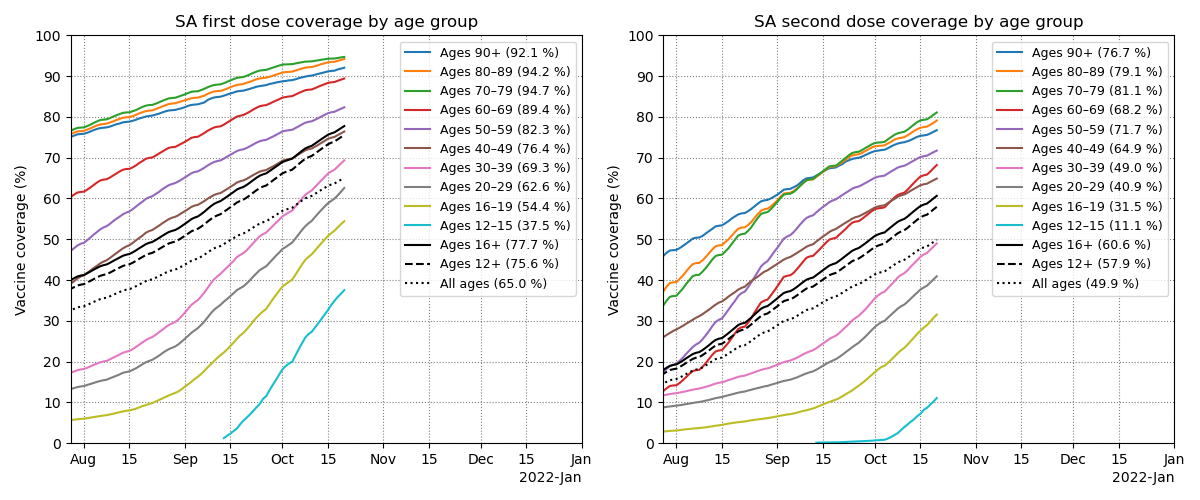 SA first dose coverage by age group
Vaccine coverage (%)
100
90
80
70
60
50
40
30
20
10
0
Aug 15 Sep 15 Oct 15 Nov 15 Dec 15 Jan
2022-Jan
Ages 90+ (92.1 %)
Ages 80–89 (94.2 %)
Ages 70–79 (94.7 %)
Ages 60–69 (89.4 %)
Ages 50–59 (82.3 %)
Ages 40–49 (76.4 %)
Ages 30–39 (69.3 %)
Ages 20–29 (62.6 %)
Ages 16–19 (54.4 %)
Ages 12–15 (37.5 %)
Ages 16+ (77.7 %)
Ages 12+ (75.6 %)
All ages (65.0 %)
SA second dose coverage by age group
Vaccine coverage (%)
100
90
80
70
60
50
40
30
20
10
0
Aug 15 Sep 15 Oct 15 Nov 15 Dec 15 Jan
2022-Jan
Ages 90+ (76.7 %)
Ages 80–89 (79.1 %)
Ages 70–79 (81.1 %)
Ages 60–69 (68.2 %)
Ages 50–59 (71.7 %)
Ages 40–49 (64.9 %)
Ages 30–39 (49.0 %)
Ages 20–29 (40.9 %)
Ages 16–19 (31.5 %)
Ages 12–15 (11.1 %)
Ages 16+ (60.6 %)
Ages 12+ (57.9 %)
All ages (49.9 %)